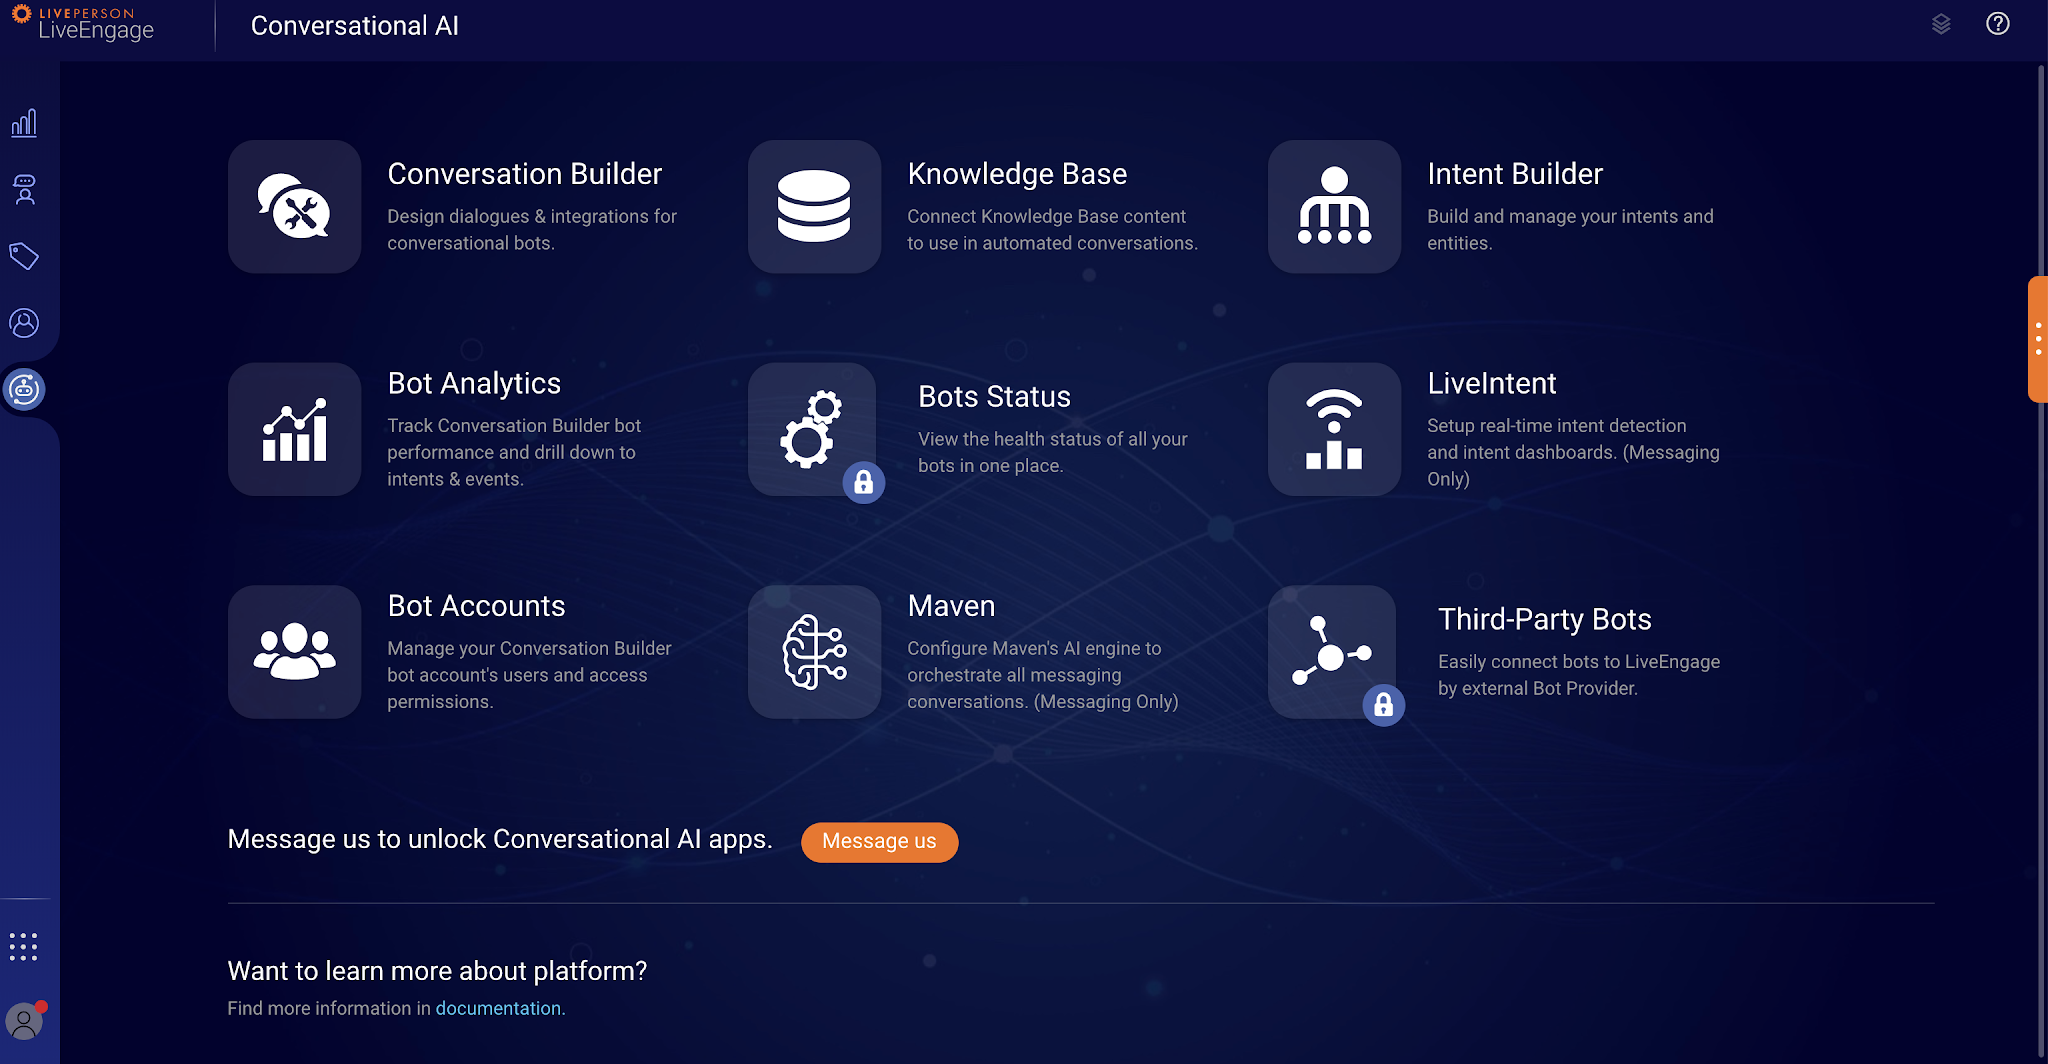 LIVEPERSON
LiveEngage
Conversational AI
Conversation Builder
Design dialogues & integrations for
conversational bots.
Knowledge Base
Connect Knowledge Base content
to use in automated conversations.
Intent Builder
Build and manage your intents and
entities.
Bot Analytics
Track Conversation Builder bot
performance and drill down to
intents & events.
Bots Status
View the health status of all your
bots in one place.
LiveIntent
Setup real-time intent detection
and intent dashboards. (Messaging
Only)
Bot Accounts
Manage your Conversation Builder
bot account's users and access
permissions.
Maven
Configure Maven's AI engine to
orchestrate all messaging
conversations. (Messaging Only)
Third-Party Bots
Easily connect bots to LiveEngage
by external Bot Provider.
Message us to unlock Conversational AI apps.
Message us
Want to learn more about platform?
Find more information in documentation.